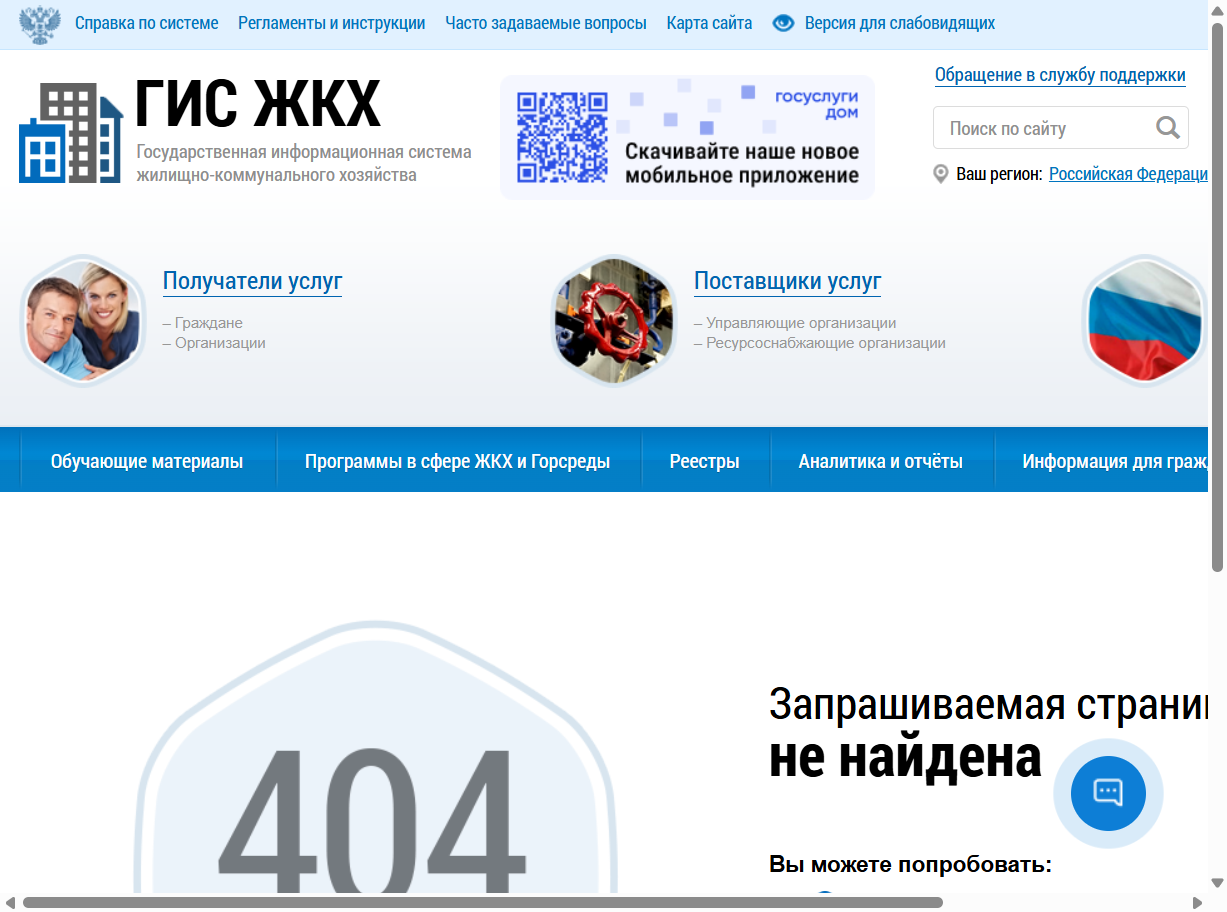 Справка по системе Регламенты и инструкции Часто задаваемые вопросы Карта сайта Версия для слабовидящих
ГИС ЖКХ
Государственная информационная система
жилищно-коммунального хозяйства
госуслуги
дом
Скачивайте наше новое
мобильное приложение
Обращение в службу поддержки
Поиск по сайту
Ваш регион: Российская Федераци
Получатели услуг
– Граждане
– Организации
Поставщики услуг
– Управляющие организации
– Ресурсоснабжающие организации
Обучающие материалы Программы в сфере ЖКХ и Горсреды Реестры Аналитика и отчёты Информация для граж
404
Запрашиваемая страни
не найдена
Вы можете попробовать: